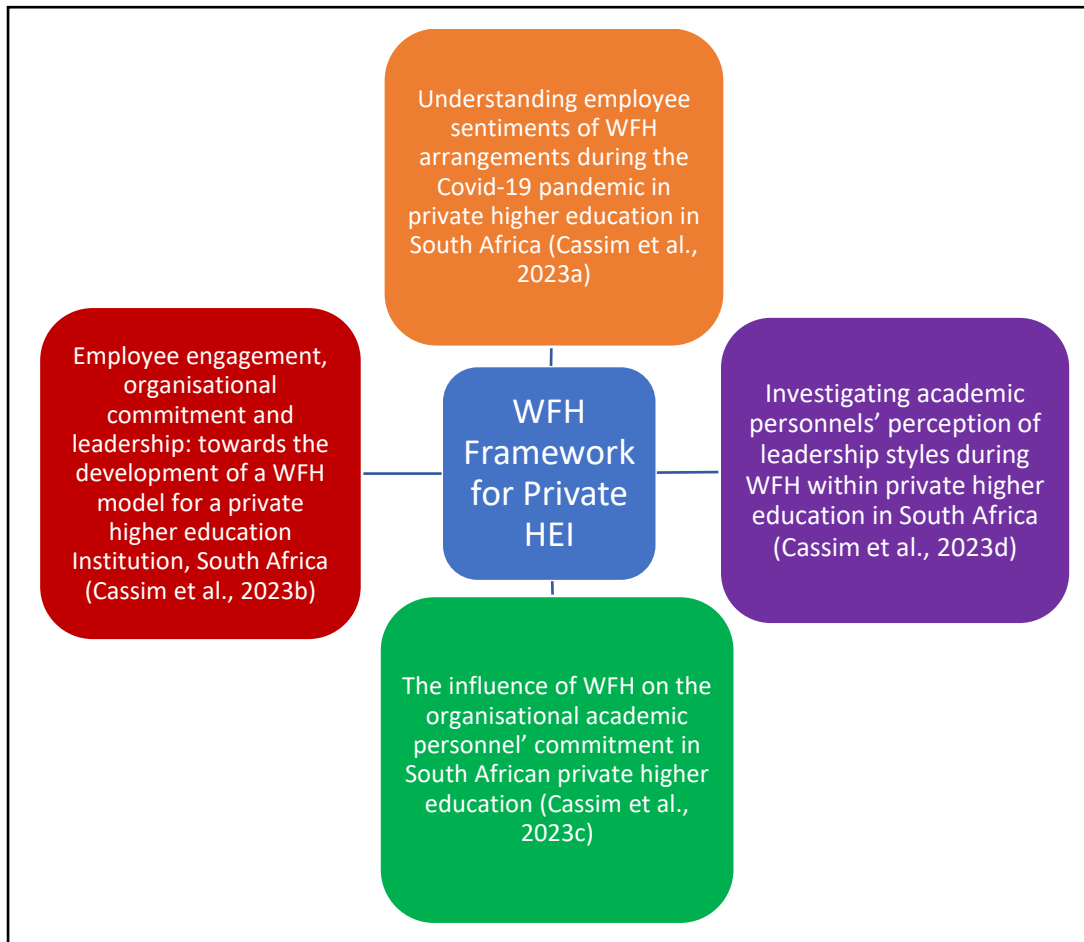 Understanding employee
sentiments of WFH
arrangements during the
Covid-19 pandemic in
private higher education in
South Africa (Cassim et al.,
2023a)
Employee engagement,
organisational
commitment and
leadership: towards the
development of a WFH
model for a private
higher education
Institution, South Africa
(Cassim et al., 2023b)
WFH
Framework
for Private
HEI
Investigating academic
personnels’ perception of
leadership styles during
WFH within private higher
education in South Africa
(Cassim et al., 2023d)
The influence of WFH on the
organisational academic
personnel’ commitment in
South African private higher
education (Cassim et al.,
2023c)